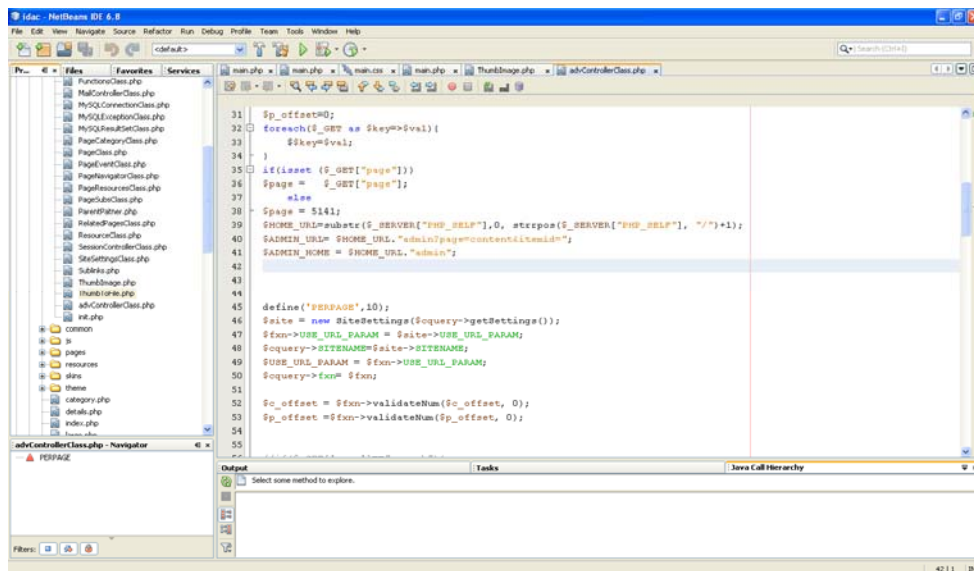 idac - NetBeans IDE 6.8
File Edit View Navigate Source Refactor Run Debug Profile Team Tools Window Help
<default>
Search (Ctrl+I)
Pr... Files Favorites Services
main.php main.php main.css main.php ThumbImage.php advControllerClass.php
FunctionsClass.php
MailControllerClass.php
MySQLConnectionClass.php
MySQLExceptionClass.php
MySQLResultSetClass.php
PageCategoryClass.php
PageClass.php
PageEventClass.php
PageNavigatorClass.php
PageResourcesClass.php
PageSubsClass.php
ParentPatner.php
RelatedPagesClass.php
ResourceClass.php
SessionControllerClass.php
SiteSettingsClass.php
Sublinks.php
ThumbImage.php
ThumbToFile.php
advControllerClass.php
init.php
common
js
pages
resources
skins
theme
category.php
details.php
index.php
31 $p_offset=0;
32 foreach($_GET as $key=>$val){
33 $$key=$val;
34 }
35 if(isset ($_GET["page"]))
36 $page = $_GET["page"];
37 else
38 $page = 5141;
39 $HOME_URL=substr($_SERVER["PHP_SELF"],0, strrpos($_SERVER["PHP_SELF"], "/")+1);
40 $ADMIN_URL= $HOME_URL."admin?page=content&itemid=";
41 $ADMIN_HOME = $HOME_URL."admin";
42
43
44
45 define('PERPAGE',10);
46 $site = new SiteSettings($cquery->getSettings());
47 $fxn->USE_URL_PARAM = $site->USE_URL_PARAM;
48 $cquery->SITENAME=$site->SITENAME;
49 $USE_URL_PARAM = $fxn->USE_URL_PARAM;
50 $cquery->fxn= $fxn;
51
52 $c_offset = $fxn->validateNum($c_offset, 0);
53 $p_offset =$fxn->validateNum($p_offset, 0);
54
55
advControllerClass.php - Navigator
PERPAGE
Filters:
Output Tasks Java Call Hierarchy
Select some method to explore.
42 | 1